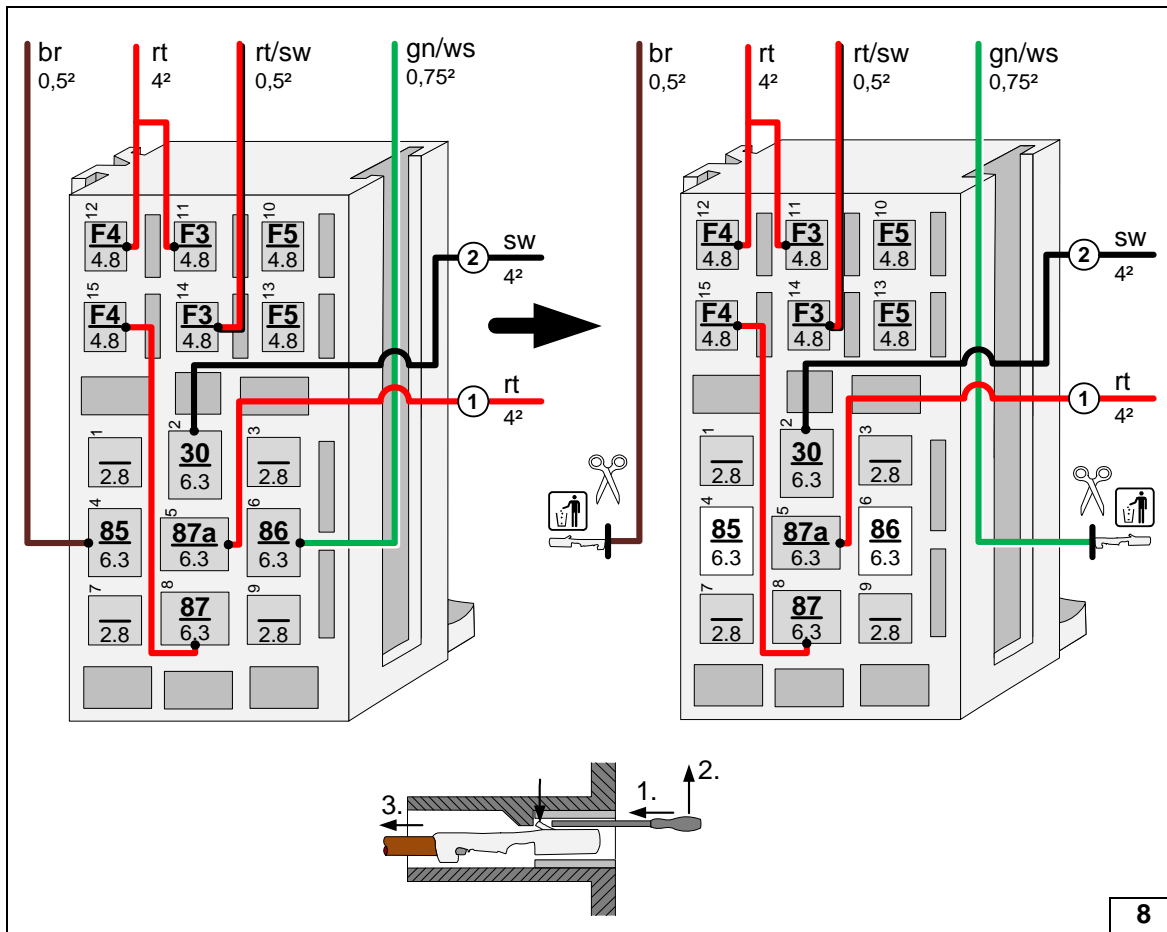 br rt rt/sw gn/ws
0,5² 4² 0,5² 0,75²
12 11 10
F4 F3 F5
4.8 4.8 4.8
2 sw
4²
15 14 13
F4 F3 F5
4.8 4.8 4.8
1 rt
4²
1 2 3
30
2.8 6.3 2.8
4 5 6
85 87a 86
6.3 6.3 6.3
7 8 9
87
2.8 6.3 2.8
br rt rt/sw gn/ws
0,5² 4² 0,5² 0,75²
12 11 10
F4 F3 F5
4.8 4.8 4.8
2 sw
4²
15 14 13
F4 F3 F5
4.8 4.8 4.8
1 rt
4²
1 2 3
30
2.8 6.3 2.8
4 5 6
85 87a 86
6.3 6.3 6.3
7 8 9
87
2.8 6.3 2.8
3. 1. 2.
8